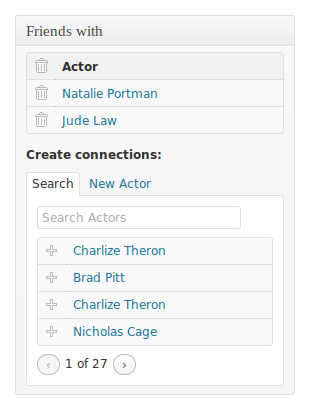 Friends with
Actor
Natalie Portman
Jude Law
Create connections:
Search New Actor
Search Actors
Charlize Theron
Brad Pitt
Charlize Theron
Nicholas Cage
‹ 1 of 27 ›